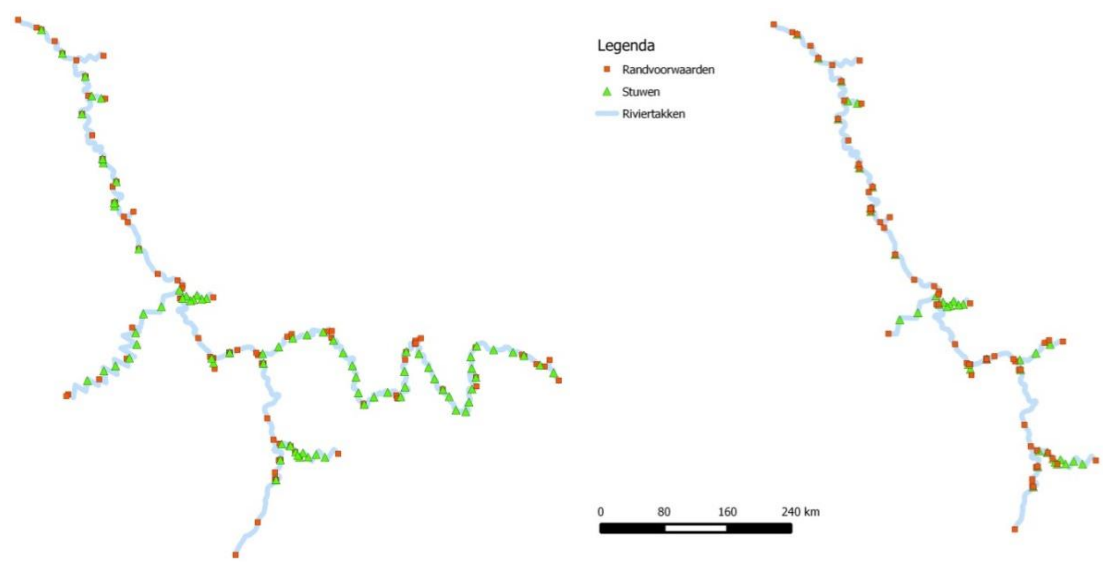 Legenda
Randvoorwaarden
Stuwen
Riviertakken
0 80 160 240 km